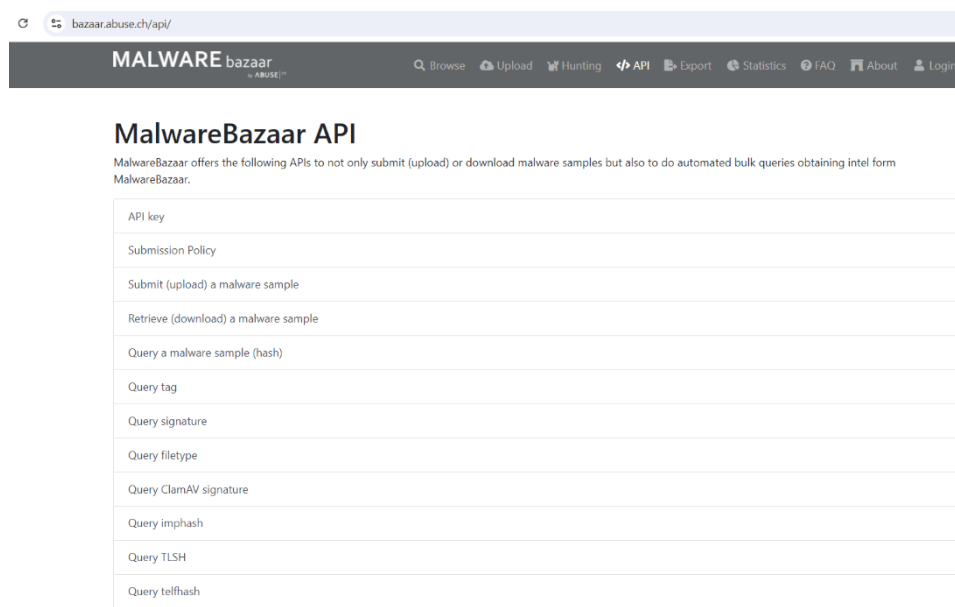 bazaar.abuse.ch/api/
MALWARE bazaar
by ABUSE
Browse Upload Hunting </> API Export Statistics FAQ About Login
MalwareBazaar API
MalwareBazaar offers the following APIs to not only submit (upload) or download malware samples but also to do automated bulk queries obtaining intel form
MalwareBazaar.
API key
Submission Policy
Submit (upload) a malware sample
Retrieve (download) a malware sample
Query a malware sample (hash)
Query tag
Query signature
Query filetype
Query ClamAV signature
Query imphash
Query TLSH
Query telfhash